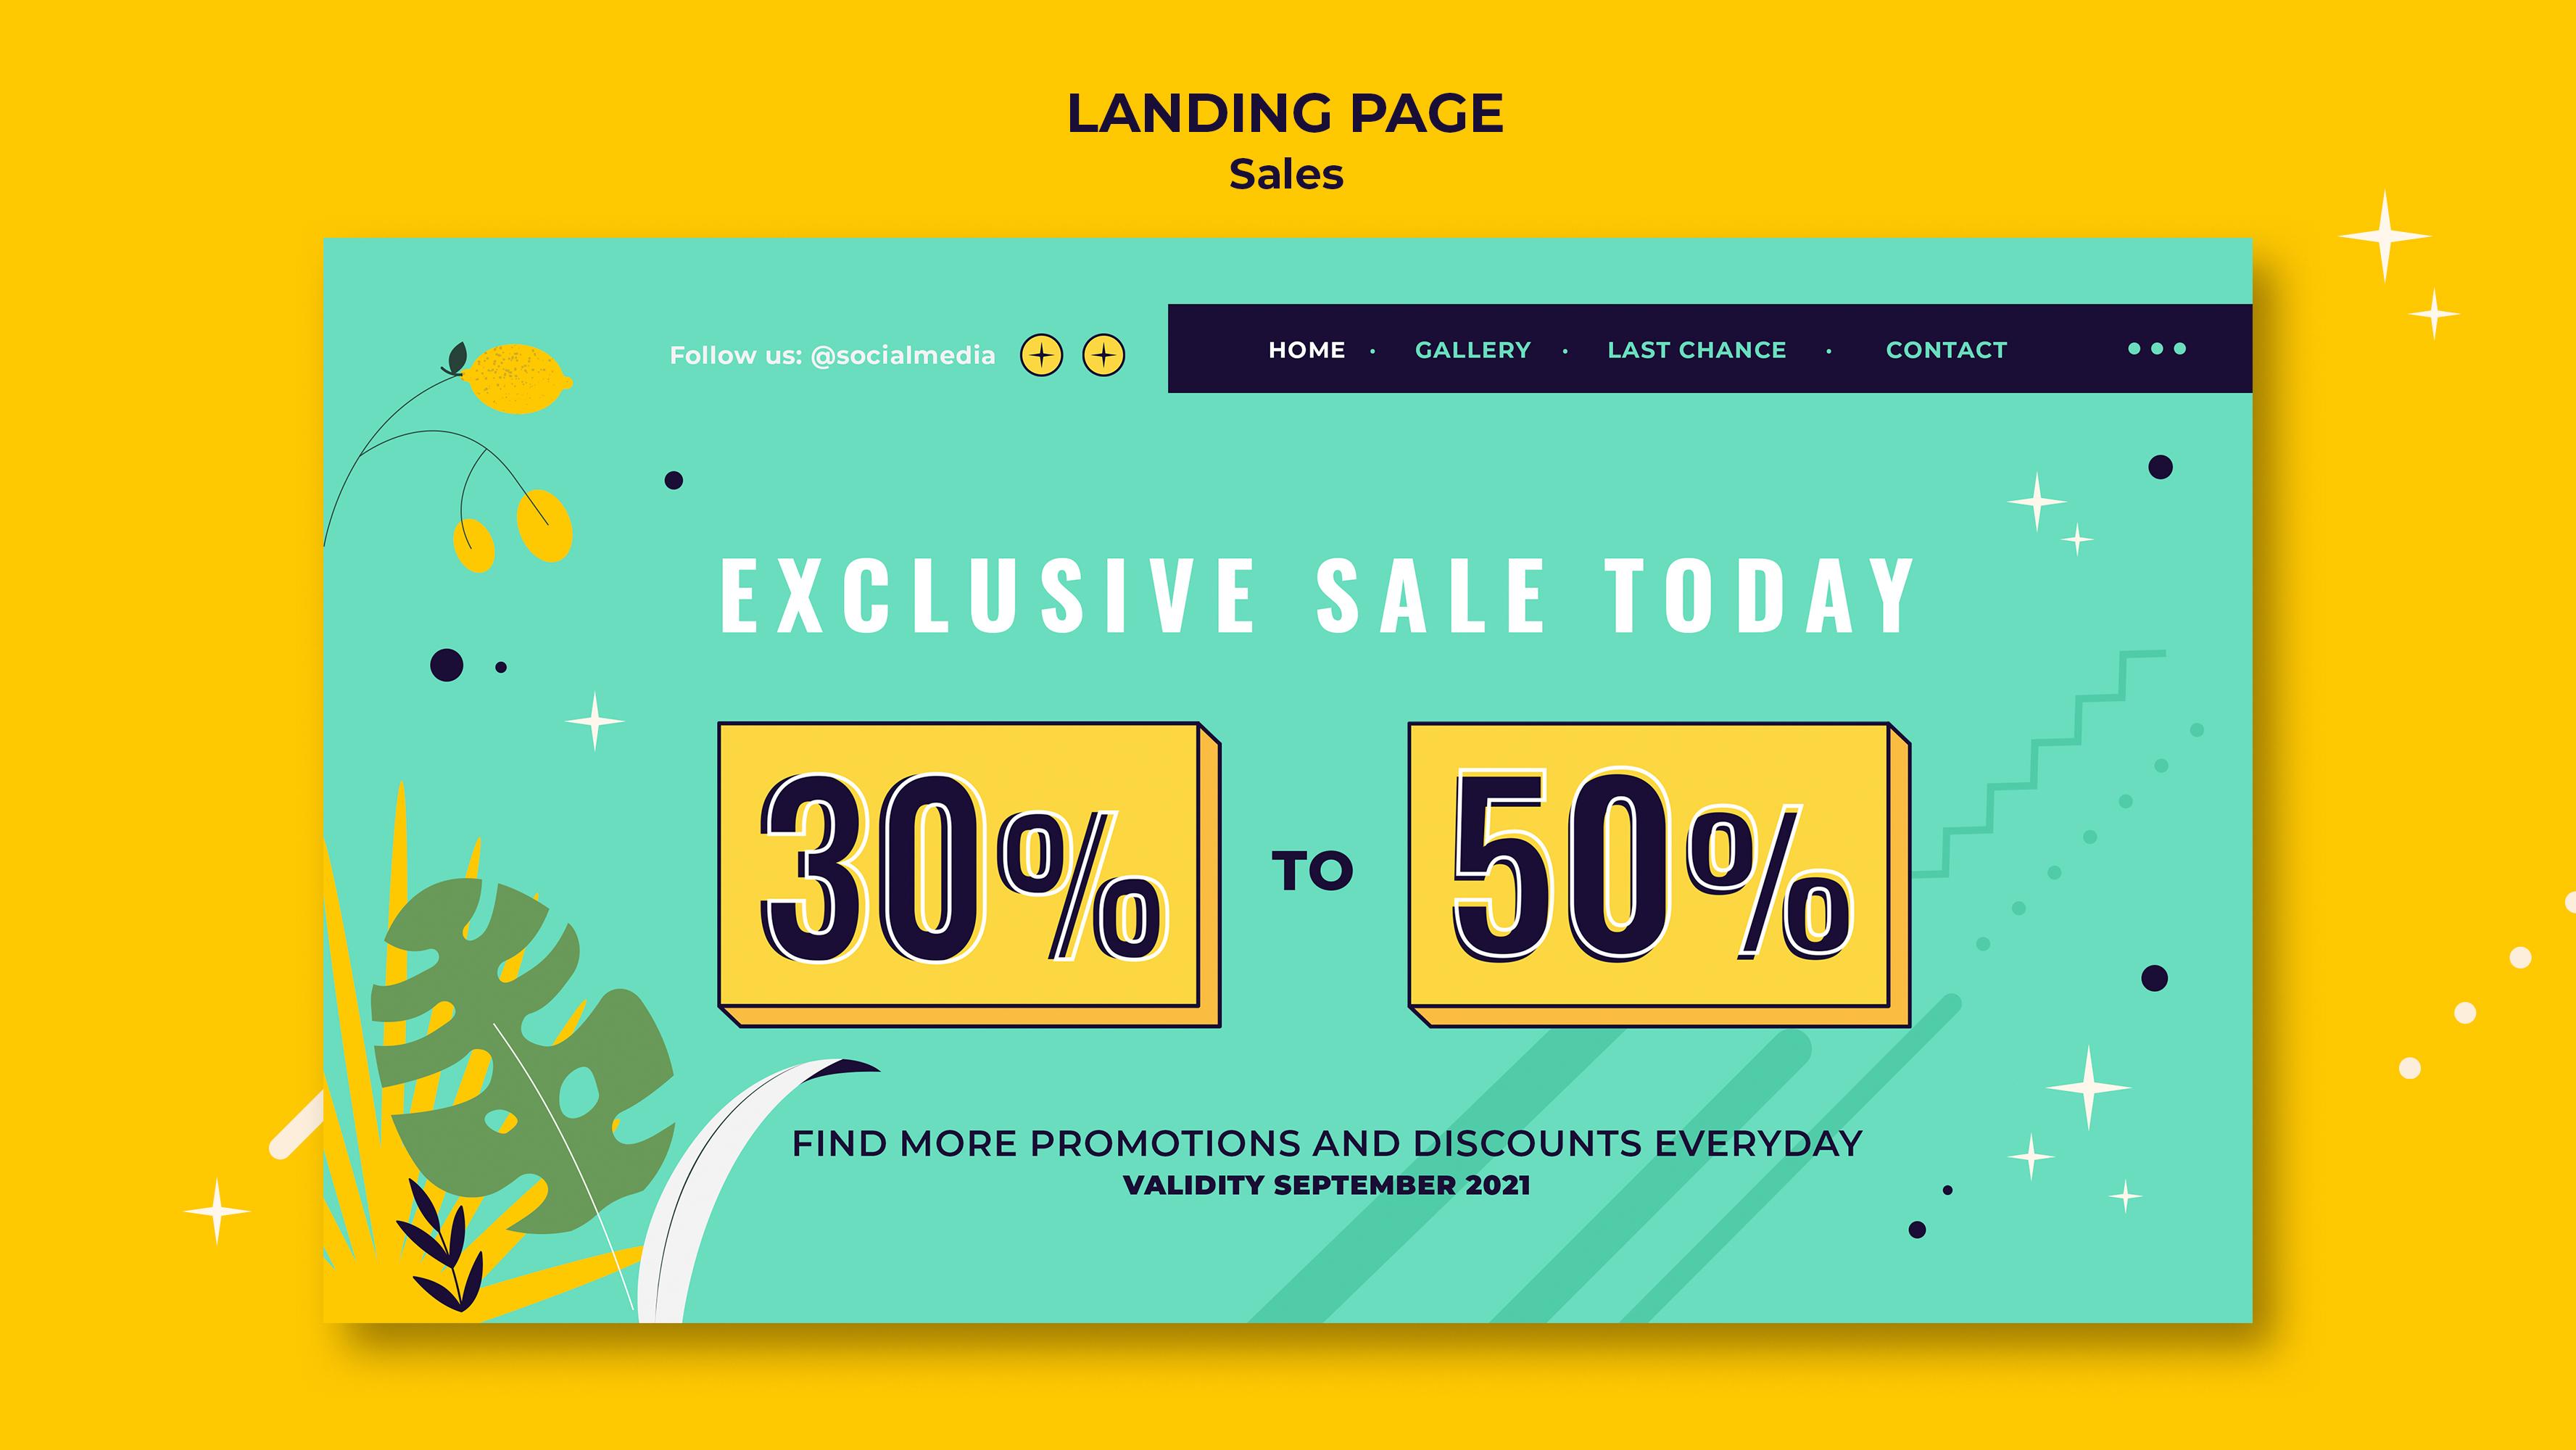 LANDING PAGE
Sales
Follow us: @socialmedia
HOME • GALLERY • LAST CHANCE • CONTACT
EXCLUSIVE SALE TODAY
30% TO 50%
FIND MORE PROMOTIONS AND DISCOUNTS EVERYDAY
VALIDITY SEPTEMBER 2021